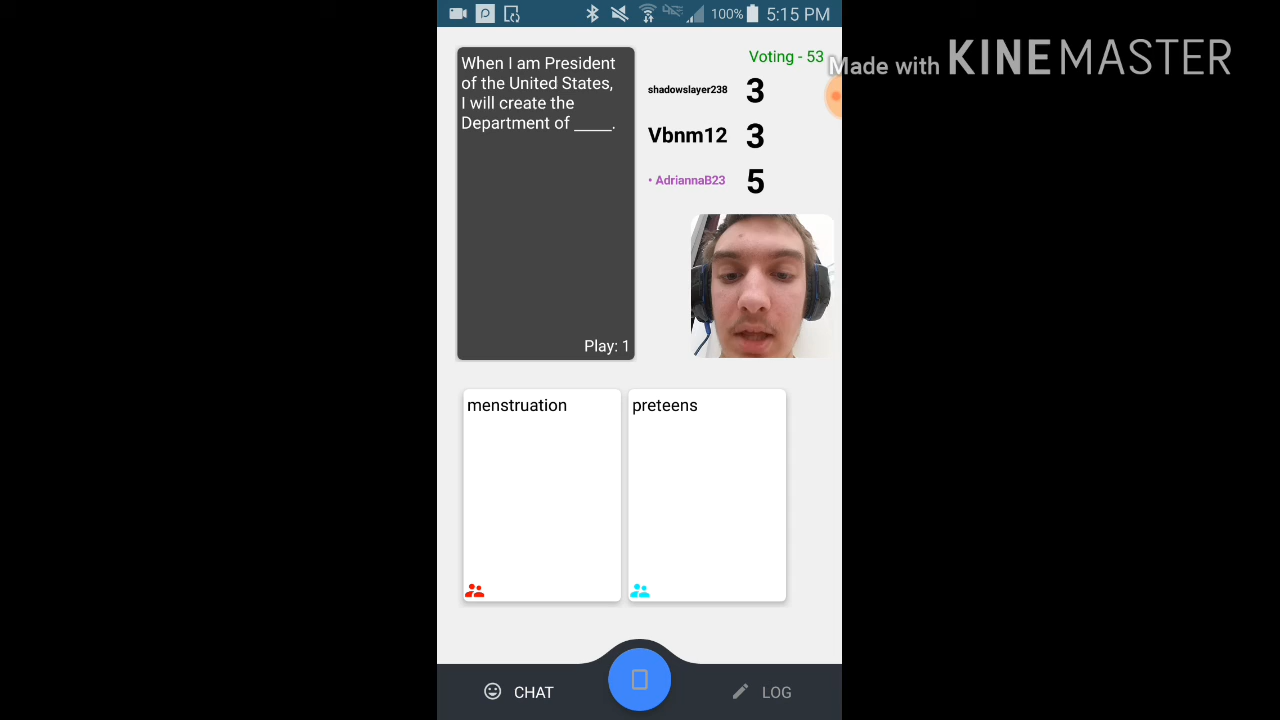 100% 5:15 PM
Made with KINEMASTER
When I am President
of the United States,
I will create the
Department of _____.
Play: 1
Voting - 53
shadowslayer238 3
Vbnm12 3
• AdriannaB23 5
menstruation
preteens
CHAT
LOG